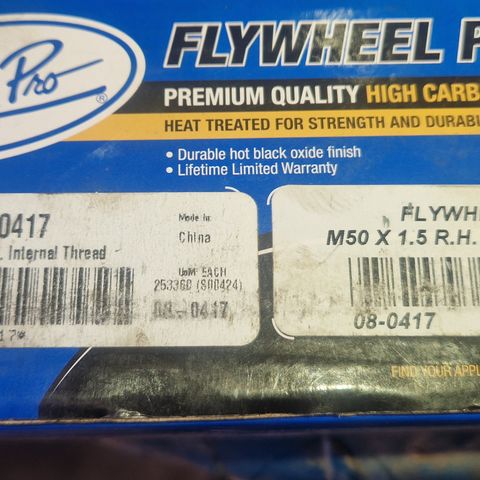 Pro
®
FLYWHEEL P
PREMIUM QUALITY HIGH CARB
HEAT TREATED FOR STRENGTH AND DURABI
• Durable hot black oxide finish
• Lifetime Limited Warranty
0417
. Internal Thread
17*
Made in:
China
UoM: EACH
253360 (S00424)
08-0417
FLYWH
M50 X 1.5 R.H.
08-0417
FIND YOUR APPL